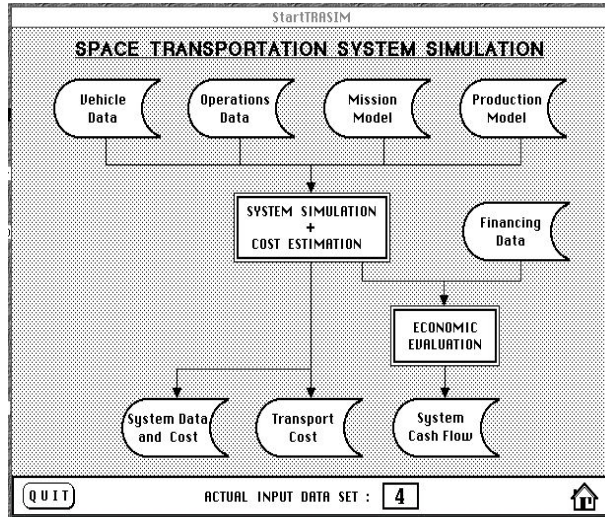 StartTRASIM
SPACE TRANSPORTATION SYSTEM SIMULATION
Vehicle
Data
Operations
Data
Mission
Model
Production
Model
SYSTEM SIMULATION
+
COST ESTIMATION
Financing
Data
ECONOMIC
EVALUATION
System Data
and Cost
Transport
Cost
System
Cash Flow
QUIT
ACTUAL INPUT DATA SET : 4